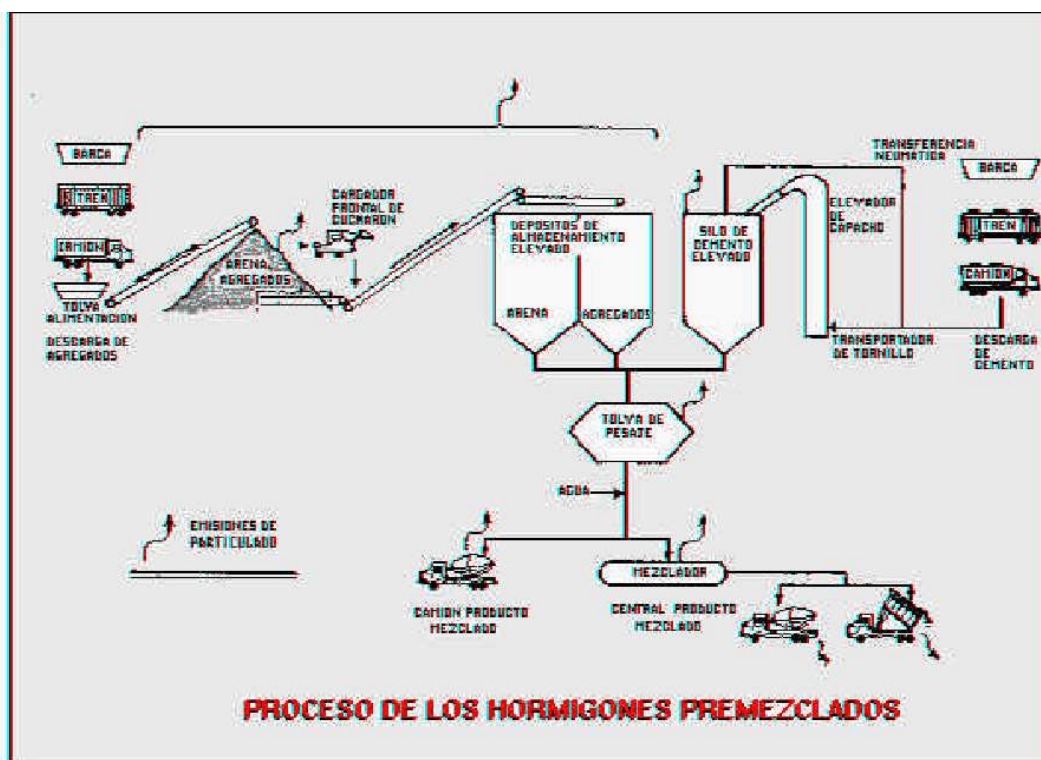 BARCA
TREN
CAMION
TOLVA
ALIMENTACION
DESCARGA DE
AGREGADOS
ARENA,
AGREGADOS
CARGADOR
FRONTAL DE
CUCHARON
DEPOSITOS DE
ALMACENAMIENTO
ELEVADO
ARENA
AGREGADOS
SILO DE
CEMENTO
ELEVADO
TRANSFERENCIA
NEUMÁTICA
ELEVADOR
DE
CAPACHO
BARCA
TREN
CAMION
TRANSPORTADOR
DE TORNILLO
DESCARGA
DE
CEMENTO
TOLVA DE
PESAJE
AGUA
EMISIONES DE
PARTICULADO
CAMION PRODUCTO
MEZCLADO
MEZCLADOR
CENTRAL PRODUCTO
MEZCLADO
PROCESO DE LOS HORMIGONES PREMEZCLADOS